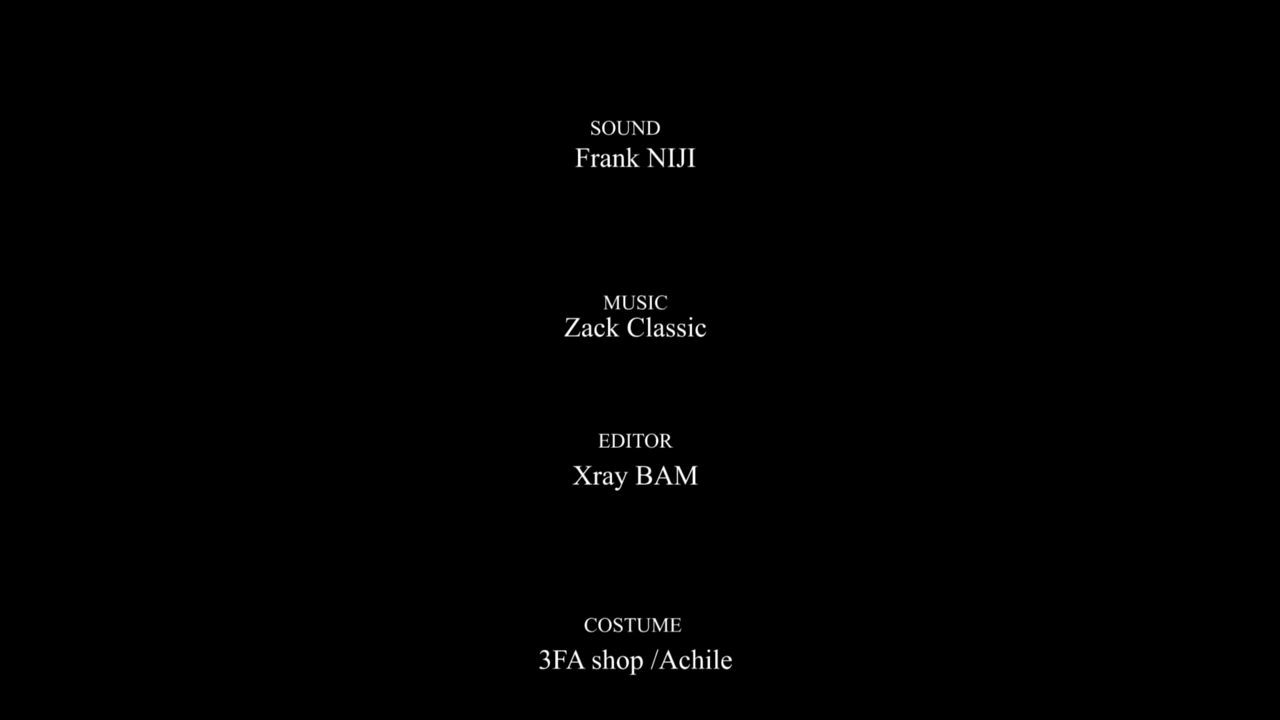 SOUND
Frank NIJI
MUSIC
Zack Classic
EDITOR
Xray BAM
COSTUME
3FA shop /Achile